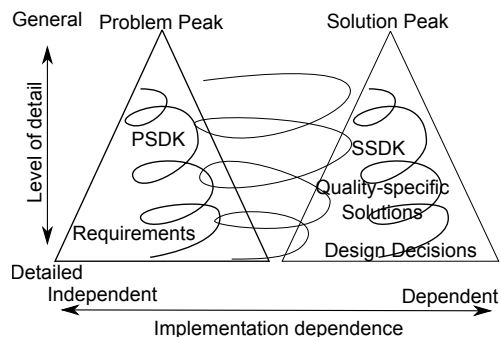 General
Problem Peak
Solution Peak
Level of detail
PSDK
SSDK
Quality-specific
Solutions
Requirements
Design Decisions
Detailed
Independent
Dependent
Implementation dependence